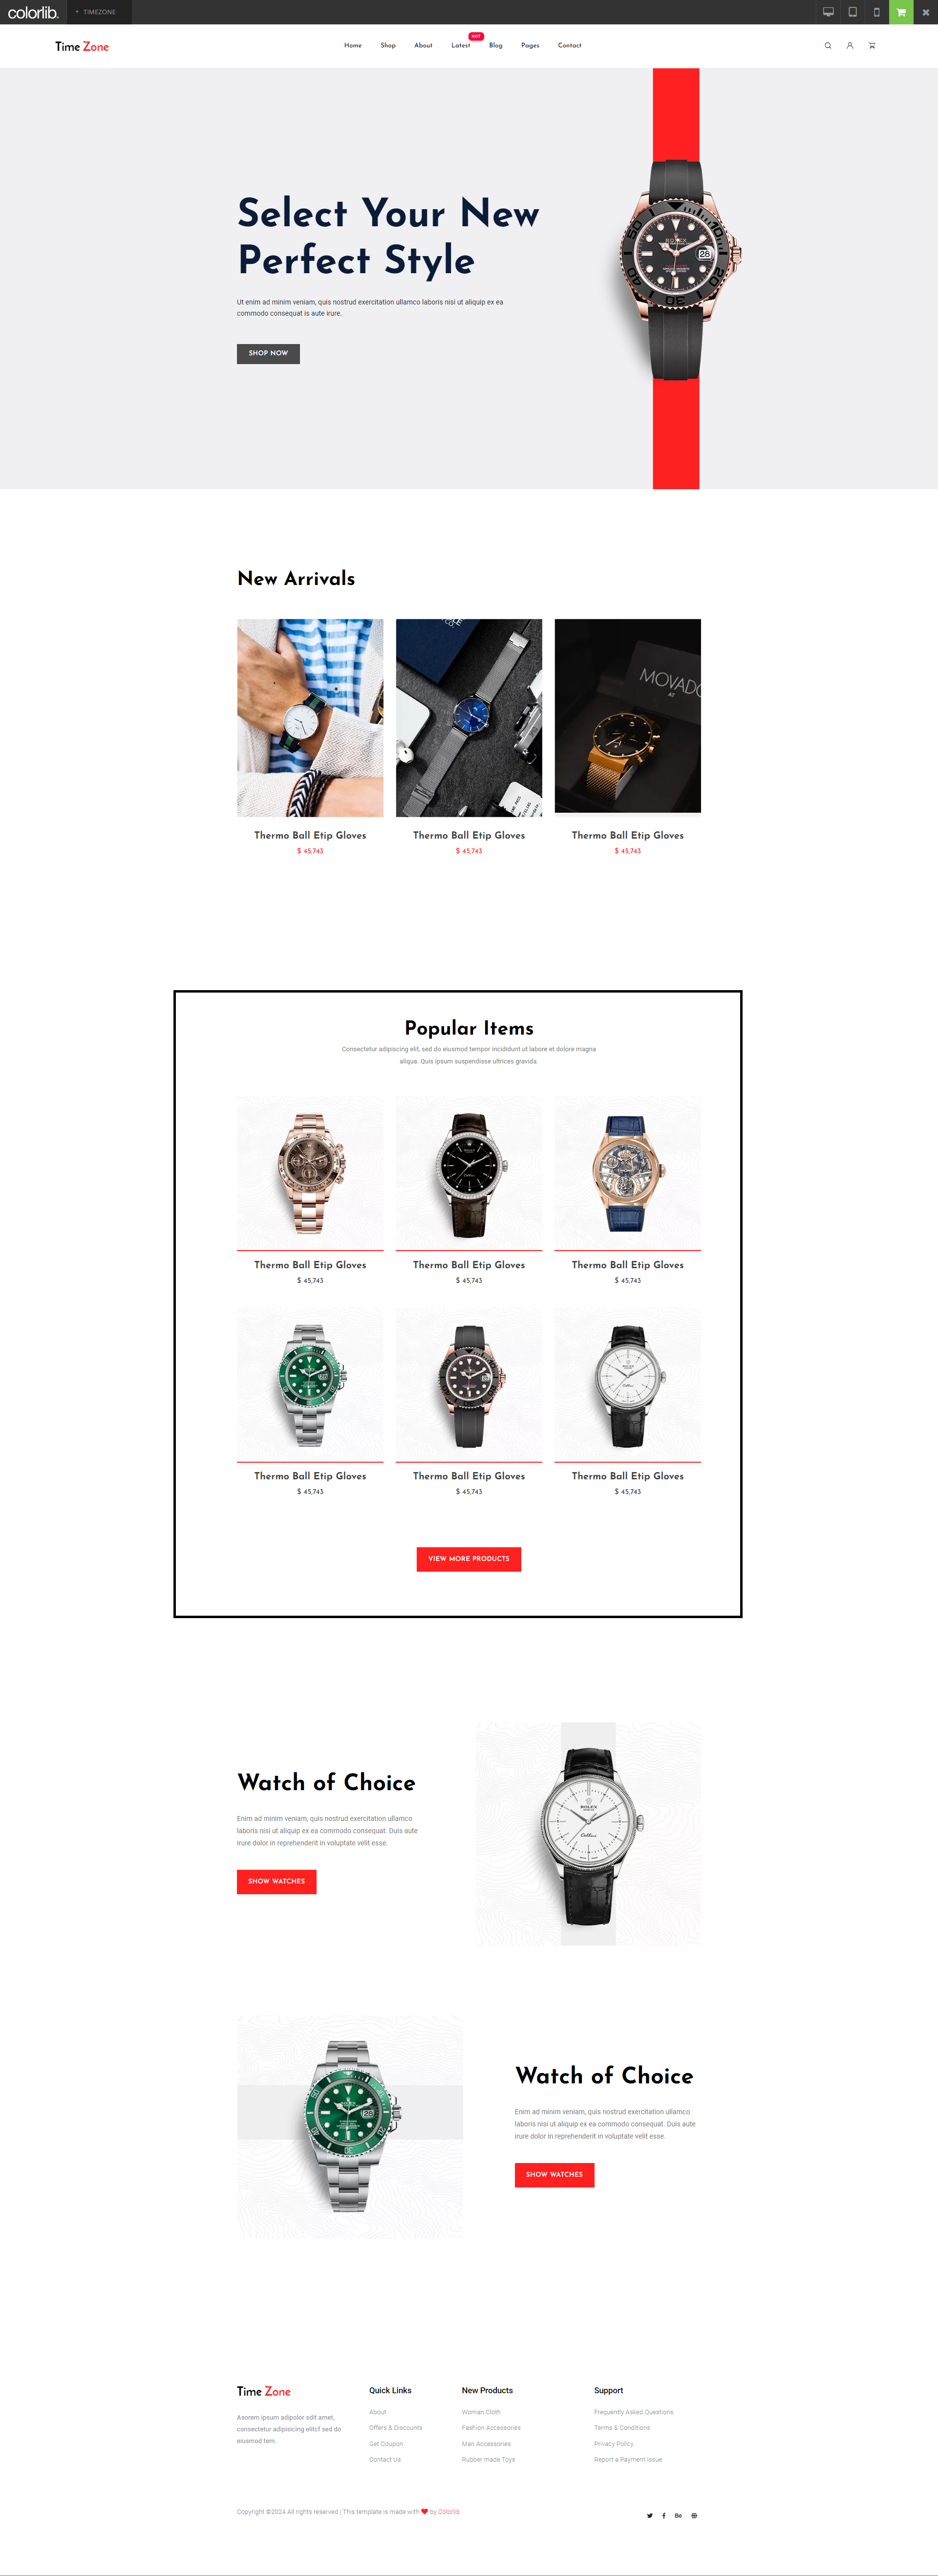 colorlib.
TIMEZONE
Time Zone
Home
Shop
About
Latest
HOT
Blog
Pages
Contact
Select Your New
Perfect Style
Ut enim ad minim veniam, quis nostrud exercitation ullamco laboris nisi ut aliquip ex ea
commodo consequat is aute irure.
SHOP NOW
ROLEX
28
New Arrivals
MOVADO
Thermo Ball Etip Gloves
$ 45,743
Thermo Ball Etip Gloves
$ 45,743
Thermo Ball Etip Gloves
$ 45,743
Popular Items
Consectetur adipiscing elit, sed do eiusmod tempor incididunt ut labore et dolore magna
aliqua. Quis ipsum suspendisse ultrices gravida.
Thermo Ball Etip Gloves
$ 45,743
Thermo Ball Etip Gloves
$ 45,743
Thermo Ball Etip Gloves
$ 45,743
Thermo Ball Etip Gloves
$ 45,743
Thermo Ball Etip Gloves
$ 45,743
Thermo Ball Etip Gloves
$ 45,743
VIEW MORE PRODUCTS
Watch of Choice
Enim ad minim veniam, quis nostrud exercitation ullamco
laboris nisi ut aliquip ex ea commodo consequat. Duis aute
irure dolor in reprehenderit in voluptate velit esse.
SHOW WATCHES
ROLEX
Cellini
Watch of Choice
Enim ad minim veniam, quis nostrud exercitation ullamco
laboris nisi ut aliquip ex ea commodo consequat. Duis aute
irure dolor in reprehenderit in voluptate velit esse.
SHOW WATCHES
28
Time Zone
Asorem ipsum adipolor sdit amet,
consectetur adipisicing elitcf sed do
eiusmod tem.
Quick Links
About
Offers & Discounts
Get Coupon
Contact Us
New Products
Woman Cloth
Fashion Accessories
Man Accessories
Rubber made Toys
Support
Frequently Asked Questions
Terms & Conditions
Privacy Policy
Report a Payment Issue
Copyright ©2024 All rights reserved | This template is made with ❤ by Colorlib
Bē